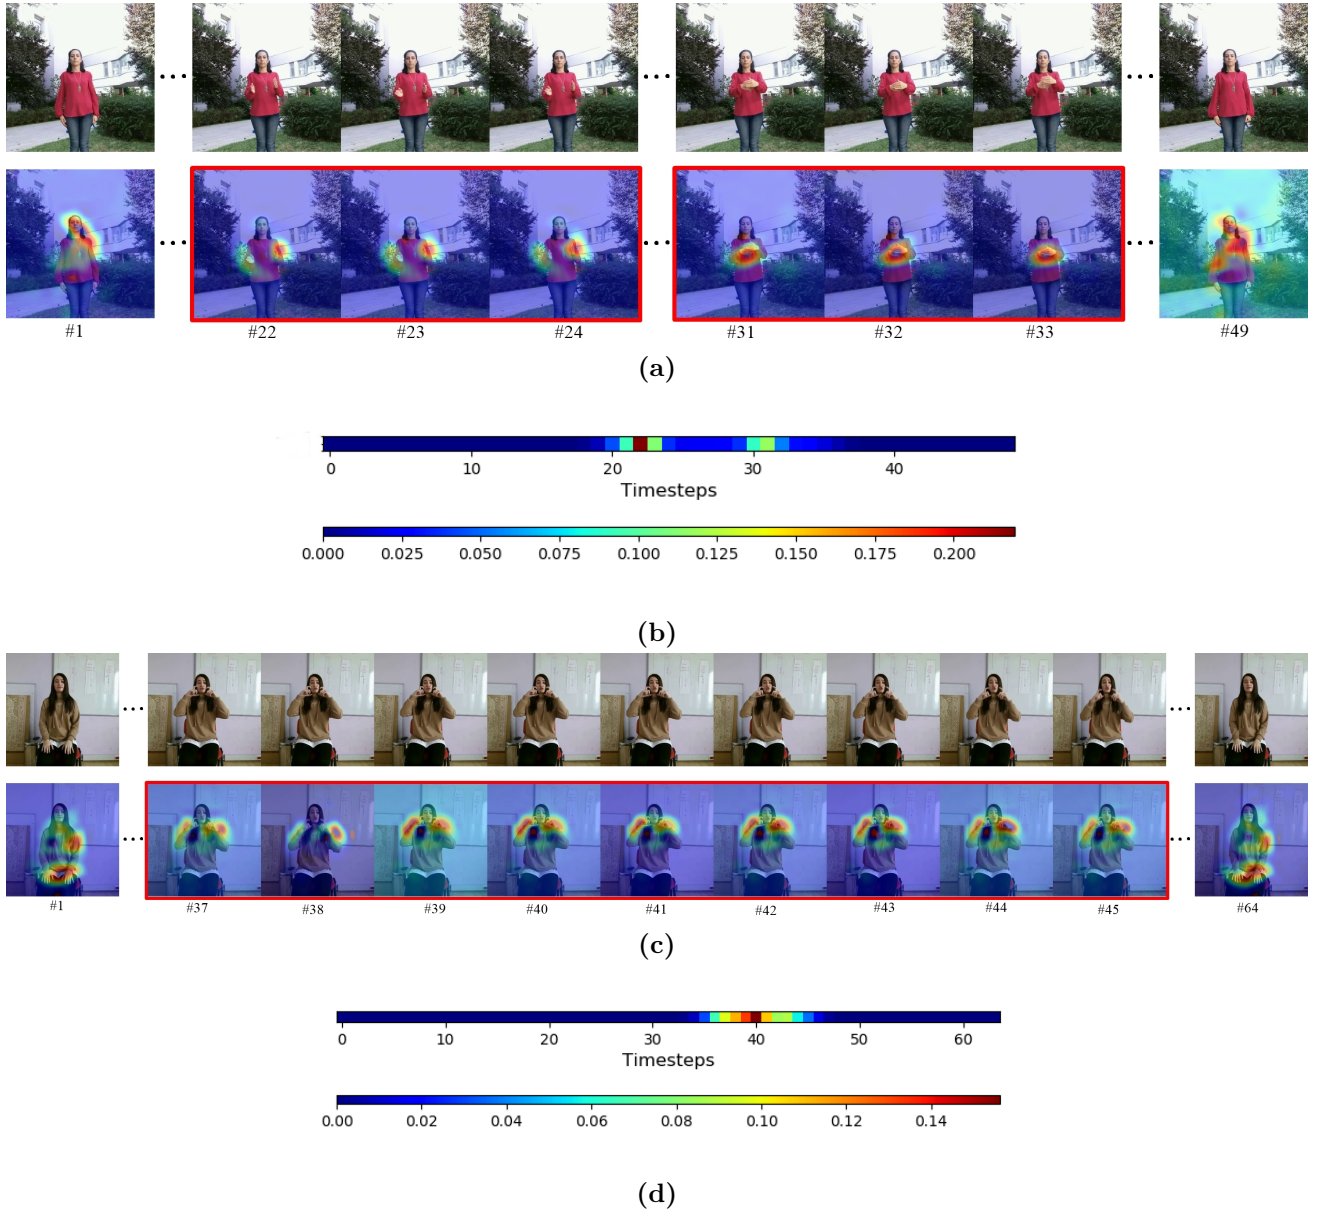 #1 #22 #23 #24 #31 #32 #33 #49
(a)
0 10 20 30 40
Timesteps
0.000 0.025 0.050 0.075 0.100 0.125 0.150 0.175 0.200
(b)
#1 #37 #38 #39 #40 #41 #42 #43 #44 #45 #64
(c)
0 10 20 30 40 50 60
Timesteps
0.00 0.02 0.04 0.06 0.08 0.10 0.12 0.14
(d)